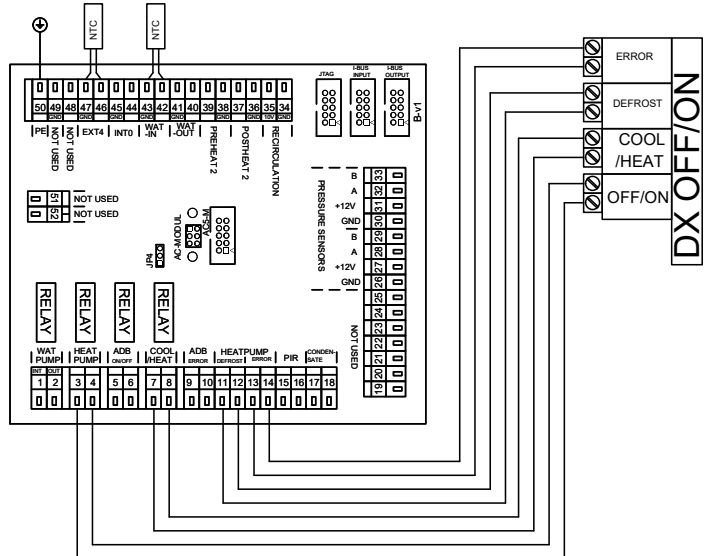 NTC
NTC
JTAG
I-BUS
INPUT
I-BUS
OUTPUT
B-v1
50 49 48 47 46 45 44 43 42 41 40 39 38 37 36 35 34
GND GND GND GND GND GND GND 10V GND
PE
NOT USED
NOT USED
EXT4
INT0
WAT
-IN
WAT
-OUT
PREHEAT 2
POSTHEAT 2
RECIRCULATION
51 NOT USED
52 NOT USED
JP4
AC4-MODUL
AC5-M
PRESSURE SENSORS
B 33
A 32
+12V 31
GND 30
B 29
A 28
+12V 27
GND 26
25
24
23
22
21
20
19
NOT USED
RELAY
RELAY
RELAY
RELAY
WAT
PUMP
HEAT
PUMP
ADB
ON/OFF
COOL
/HEAT
ADB
ERROR
HEATPUMP
DEFROST
ERROR
PIR
CONDEN-
SATE
INT OUT
1 2 3 4 5 6 7 8 9 10 11 12 13 14 15 16 17 18
ERROR
DEFROST
COOL
/HEAT
OFF/ON
DX OFF/ON